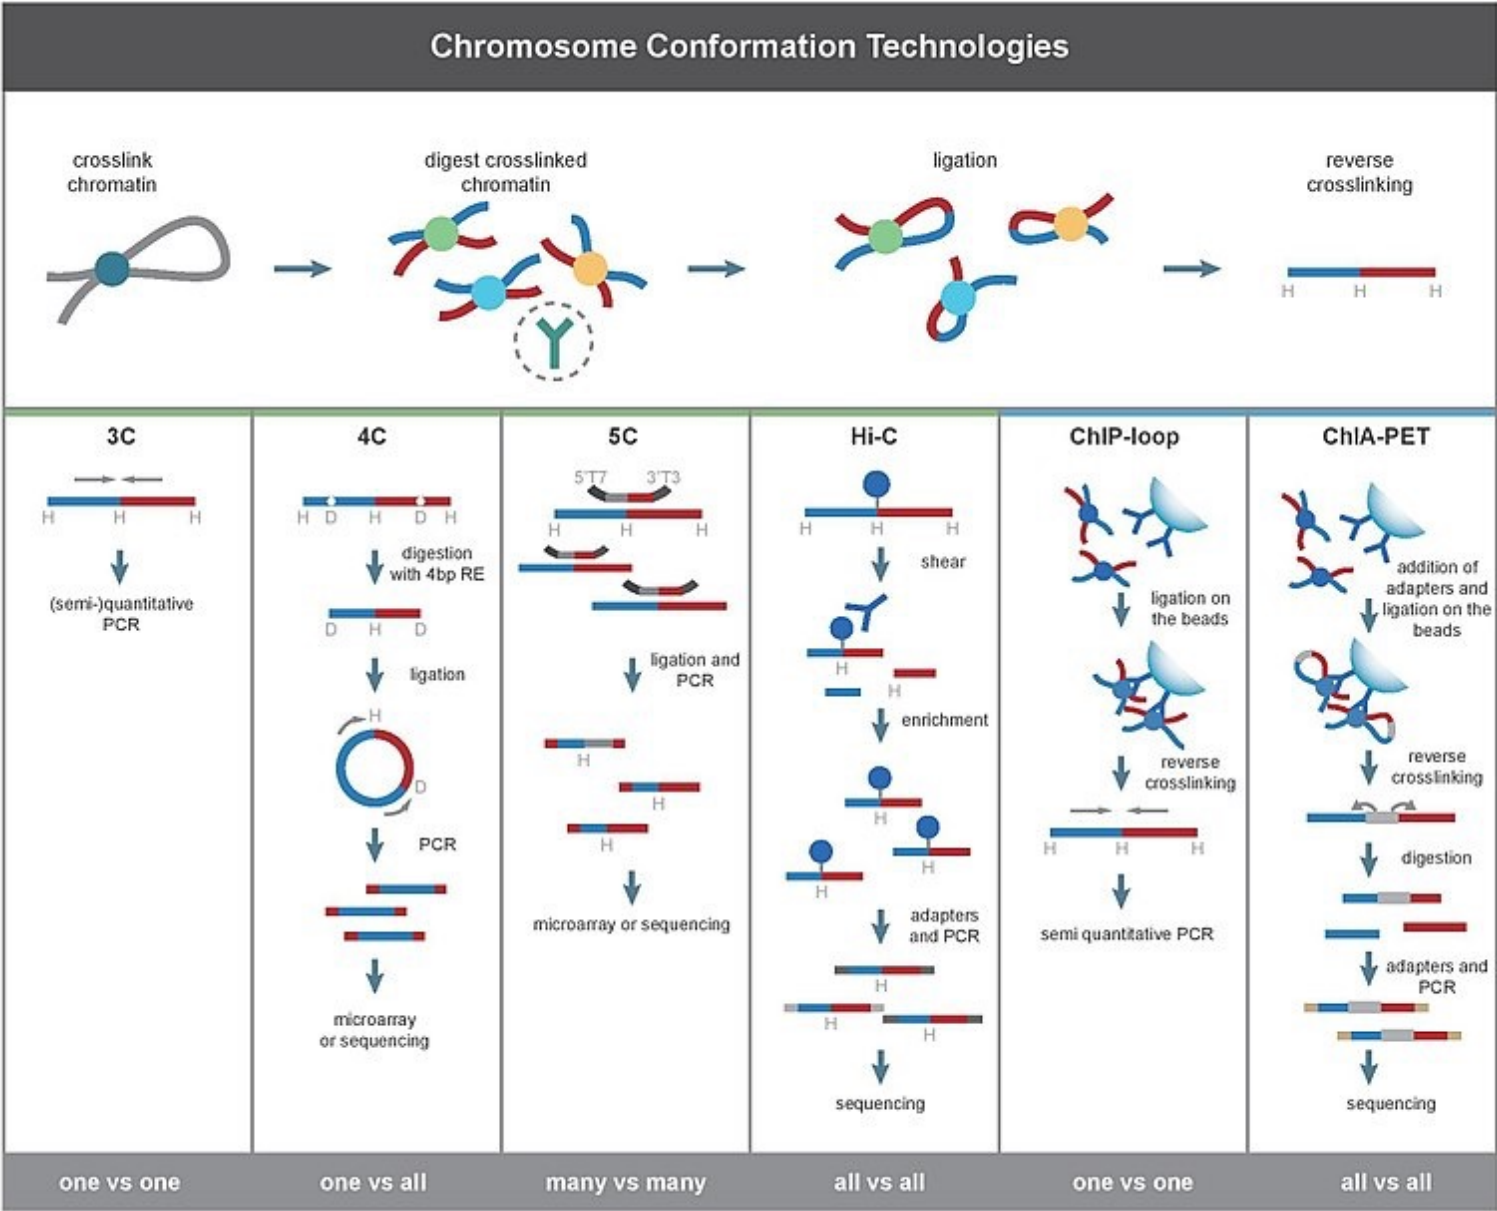 Chromosome Conformation Technologies
crosslink
chromatin
digest crosslinked
chromatin
ligation
reverse
crosslinking
H H H
3C
H H H
(semi-)quantitative
PCR
one vs one
4C
H D H D H
digestion
with 4bp RE
D H D
ligation
H
D
PCR
microarray
or sequencing
one vs all
5C
5'T7 3'T3
H H H
ligation and
PCR
H
H
H
microarray or sequencing
many vs many
Hi-C
H H H
shear
H
H
enrichment
H
H
H
adapters
and PCR
H
H
H
sequencing
all vs all
ChIP-loop
ligation on
the beads
reverse
crosslinking
H H H
semi quantitative PCR
one vs one
ChIA-PET
addition of
adapters and
ligation on the
beads
reverse
crosslinking
digestion
adapters and
PCR
sequencing
all vs all